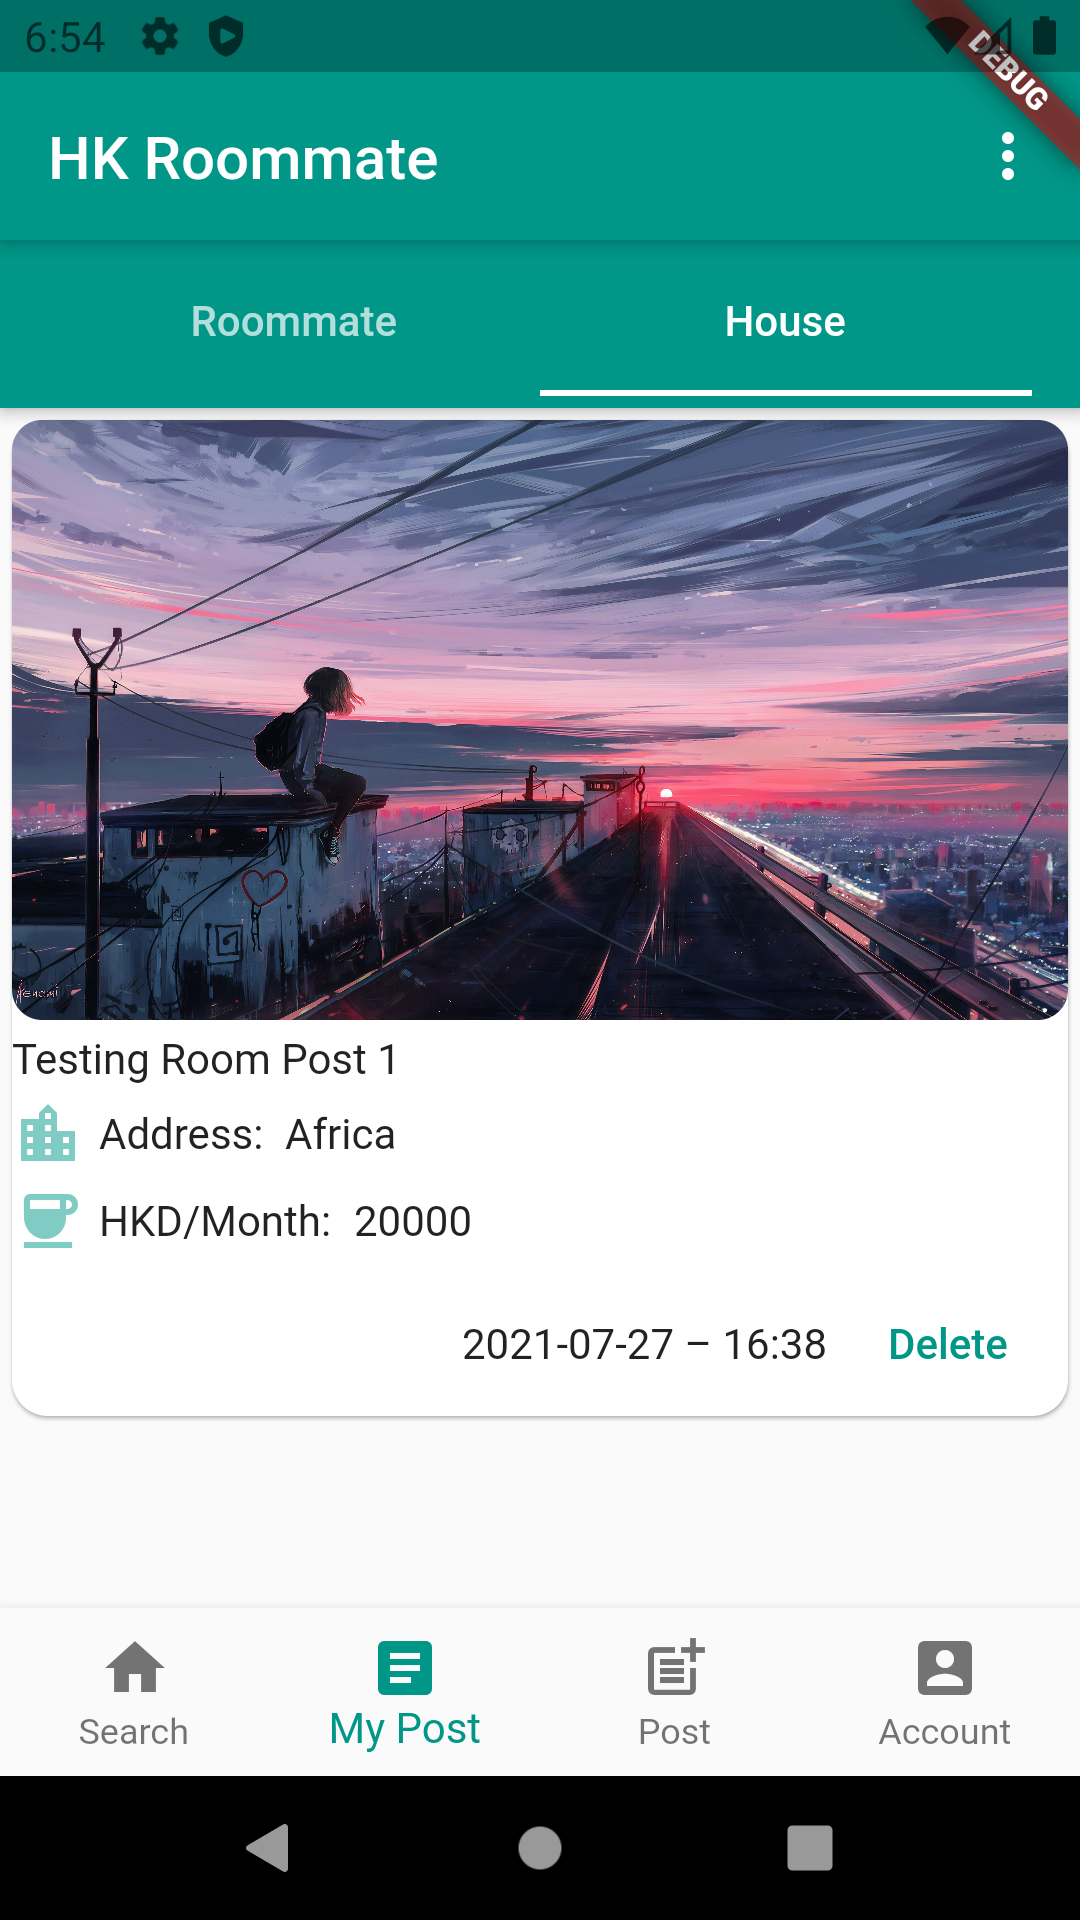 6:54
DEBUG
HK Roommate
Roommate
House
Testing Room Post 1
Address: Africa
HKD/Month: 20000
2021-07-27 – 16:38
Delete
Search
My Post
Post
Account